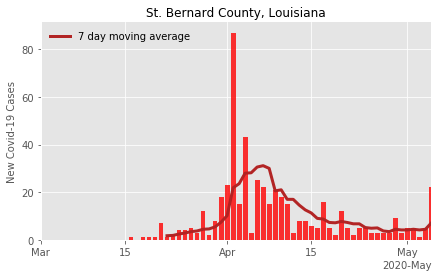 St. Bernard County, Louisiana
7 day moving average
New Covid-19 Cases
80
60
40
20
0
Mar 15 Apr 15 May
2020-May